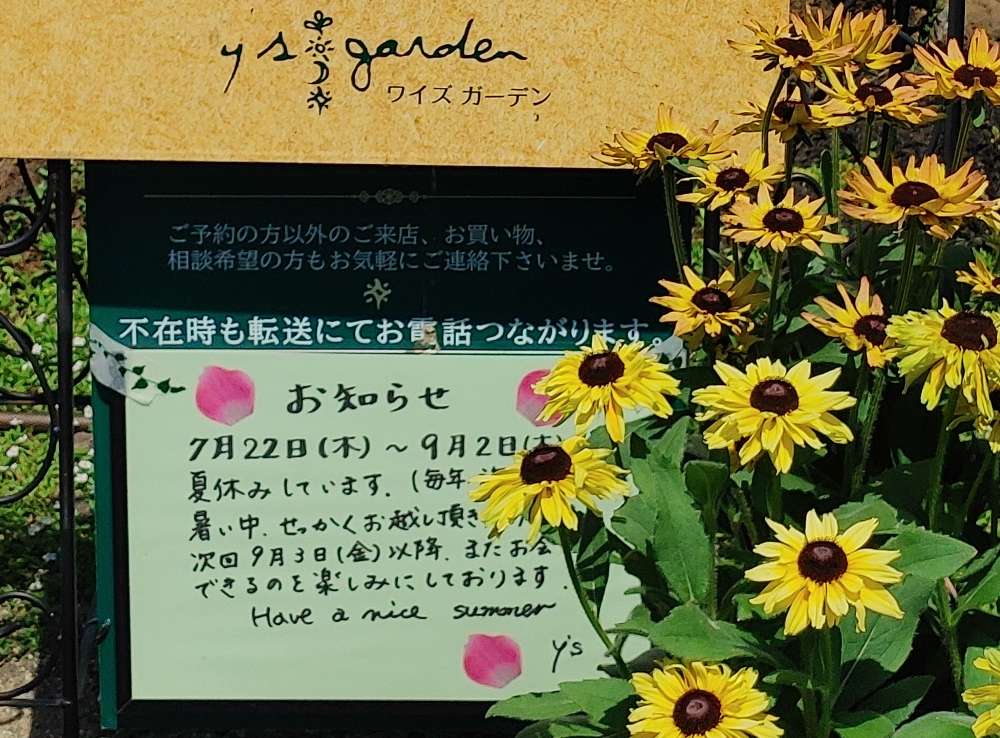 ys garden
ワイズ ガーデン
ご予約の方以外のご来店、お買い物、
相談希望の方もお気軽にご連絡下さいませ。
不在時も転送にてお電話つながります。
お知らせ
7月22日(木)〜9月2日(木
夏休みしています.(毎年
暑い中、せっかくお越し頂き
次回9月3日(金)以降、またお会
できるのを楽しみにしております.
Have a nice summer
y's